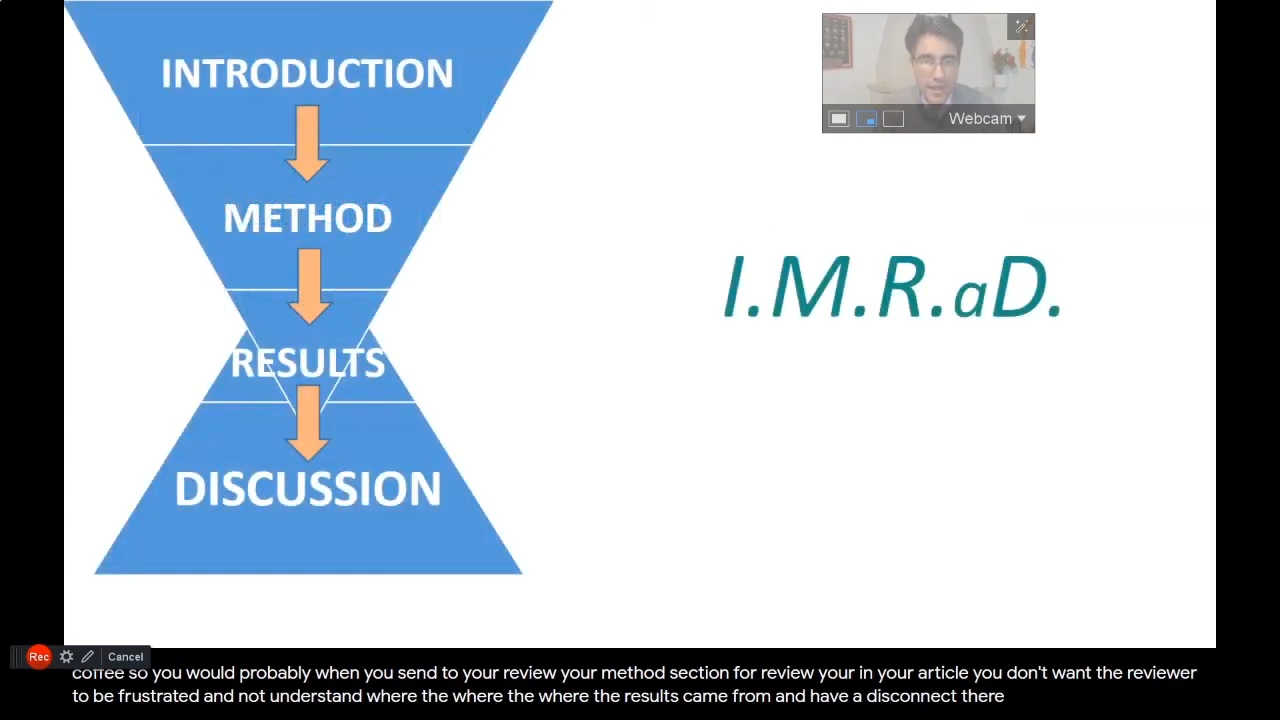 INTRODUCTION
METHOD
RESULTS
DISCUSSION
I.M.R.aD.
Webcam
Rec
Cancel
coffee so you would probably when you send to your review your method section for review your in your article you don't want the reviewer
to be frustrated and not understand where the where the where the results came from and have a disconnect there